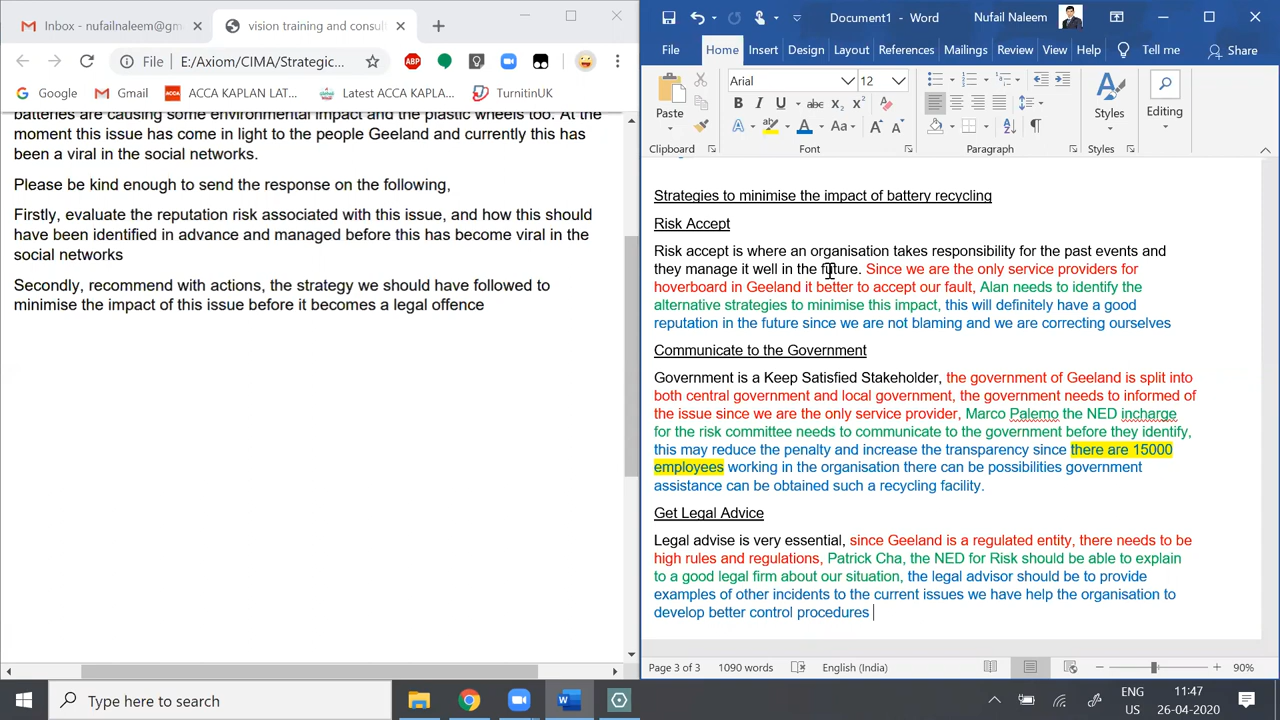 Inbox - nufailnaleem@gm
vision training and consult
File
E:/Axiom/CIMA/Strategic...
ABP
Google
Gmail
ACCA
ACCA KAPLAN LAT...
Latest ACCA KAPLAN...
TurnitinUK
batteries are causing some environmental impact and the plastic wheels too. At the
moment this issue has come in light to the people Geeland and currently this has
been a viral in the social networks.
Please be kind enough to send the response on the following,
Firstly, evaluate the reputation risk associated with this issue, and how this should
have been identified in advance and managed before this has become viral in the
social networks
Secondly, recommend with actions, the strategy we should have followed to
minimise the impact of this issue before it becomes a legal offence
Document1 - Word
Nufail Naleem
File
Home
Insert
Design
Layout
References
Mailings
Review
View
Help
Tell me
Share
Paste
Clipboard
Arial
12
B I U abc x₂ x²
A A Aa A A
Font
Paragraph
Styles
Styles
Editing
Strategies to minimise the impact of battery recycling
Risk Accept
Risk accept is where an organisation takes responsibility for the past events and
they manage it well in the future. Since we are the only service providers for
hoverboard in Geeland it better to accept our fault, Alan needs to identify the
alternative strategies to minimise this impact, this will definitely have a good
reputation in the future since we are not blaming and we are correcting ourselves
Communicate to the Government
Government is a Keep Satisfied Stakeholder, the government of Geeland is split into
both central government and local government, the government needs to informed of
the issue since we are the only service provider, Marco Palemo the NED incharge
for the risk committee needs to communicate to the government before they identify,
this may reduce the penalty and increase the transparency since there are 15000
employees working in the organisation there can be possibilities government
assistance can be obtained such a recycling facility.
Get Legal Advice
Legal advise is very essential, since Geeland is a regulated entity, there needs to be
high rules and regulations, Patrick Cha, the NED for Risk should be able to explain
to a good legal firm about our situation, the legal advisor should be to provide
examples of other incidents to the current issues we have help the organisation to
develop better control procedures
Page 3 of 3
1090 words
English (India)
90%
Type here to search
ENG
US
11:47
26-04-2020